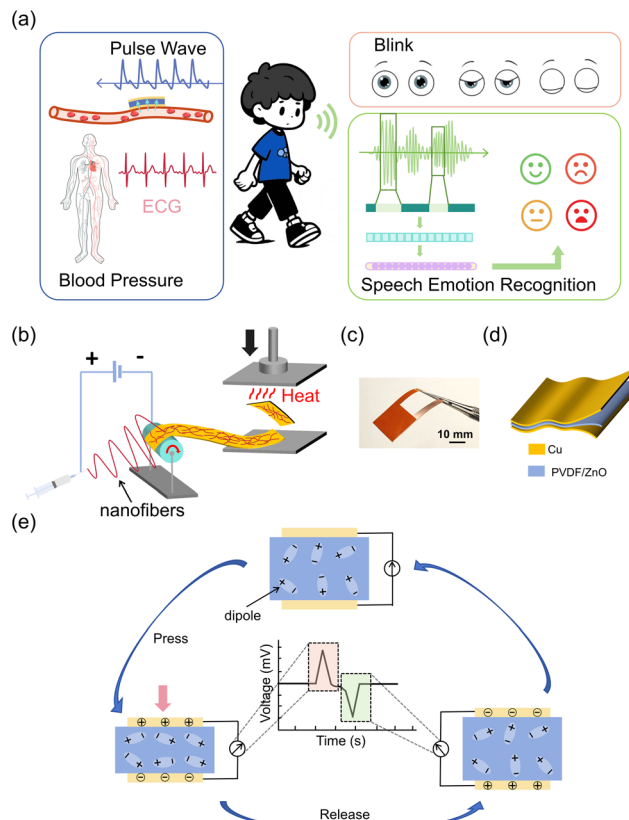 (a)
Pulse Wave
ECG
Blood Pressure
Blink
Speech Emotion Recognition
(b)
+ -
Heat
nanofibers
(c)
10 mm
(d)
Cu
PVDF/ZnO
(e)
dipole
Press
Voltage (mV)
Time (s)
Release